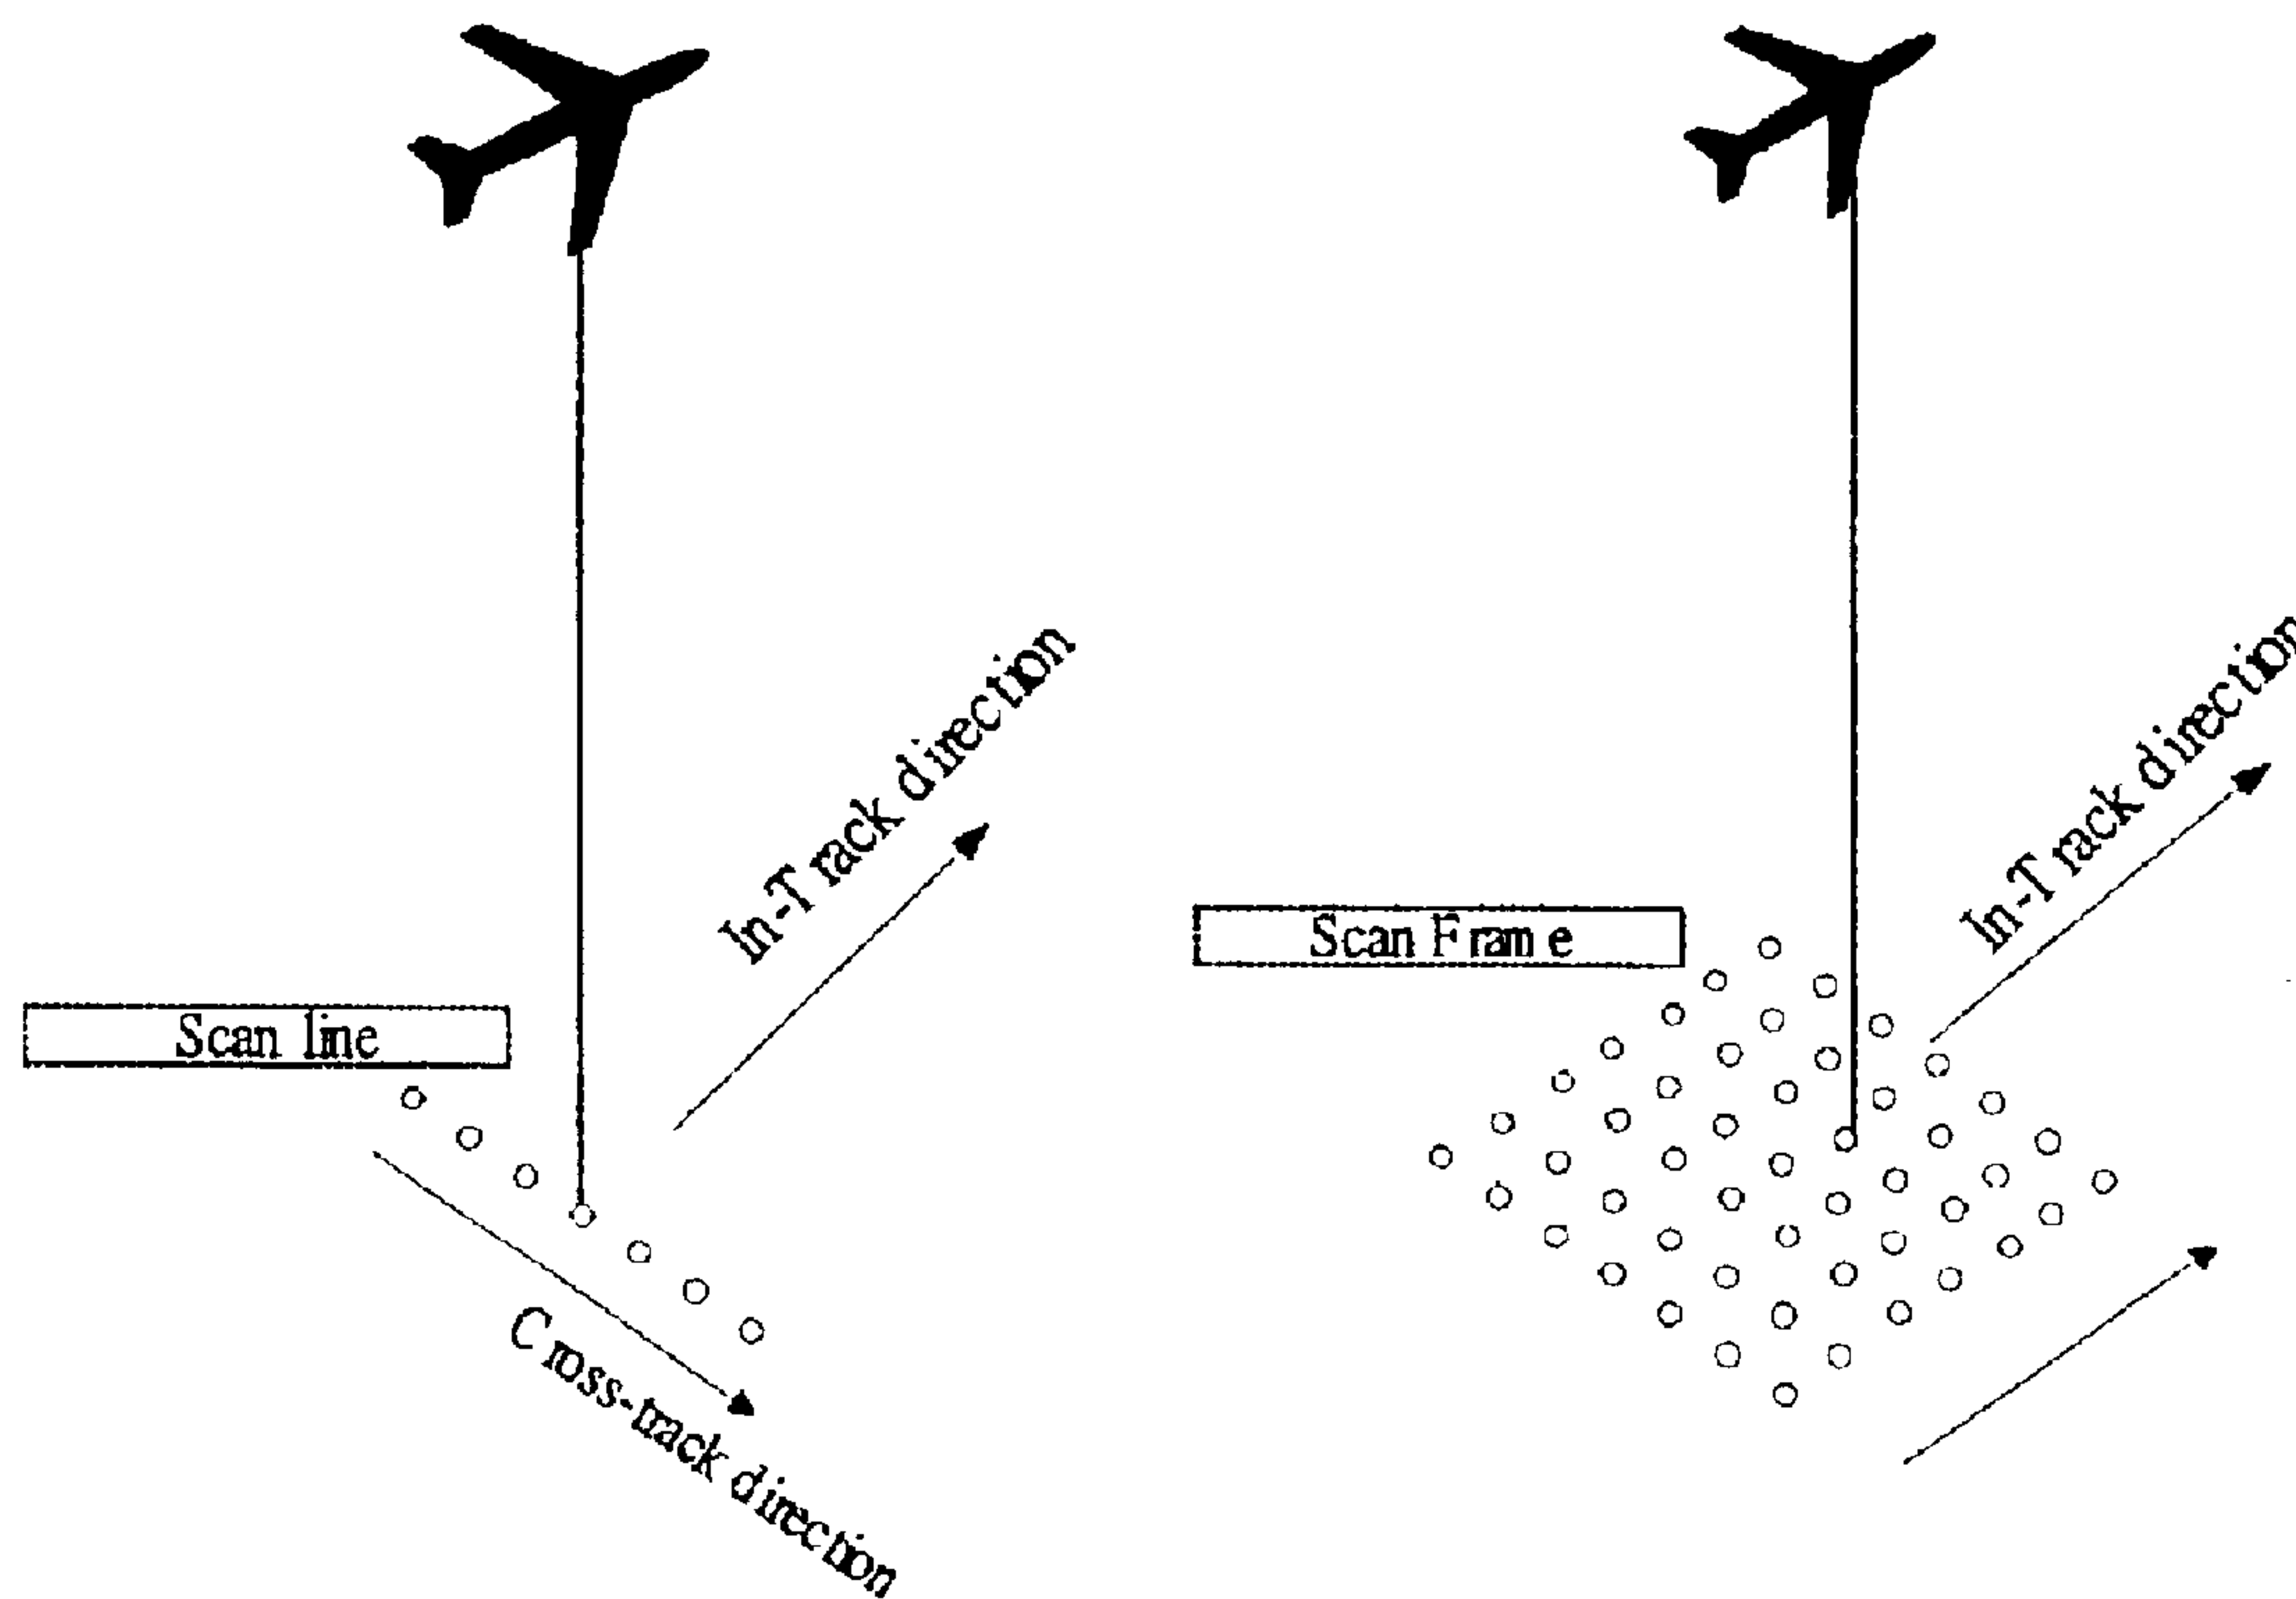 In-Track direction
Scan line
Cross-track direction
In-Track direction
Scan Frame